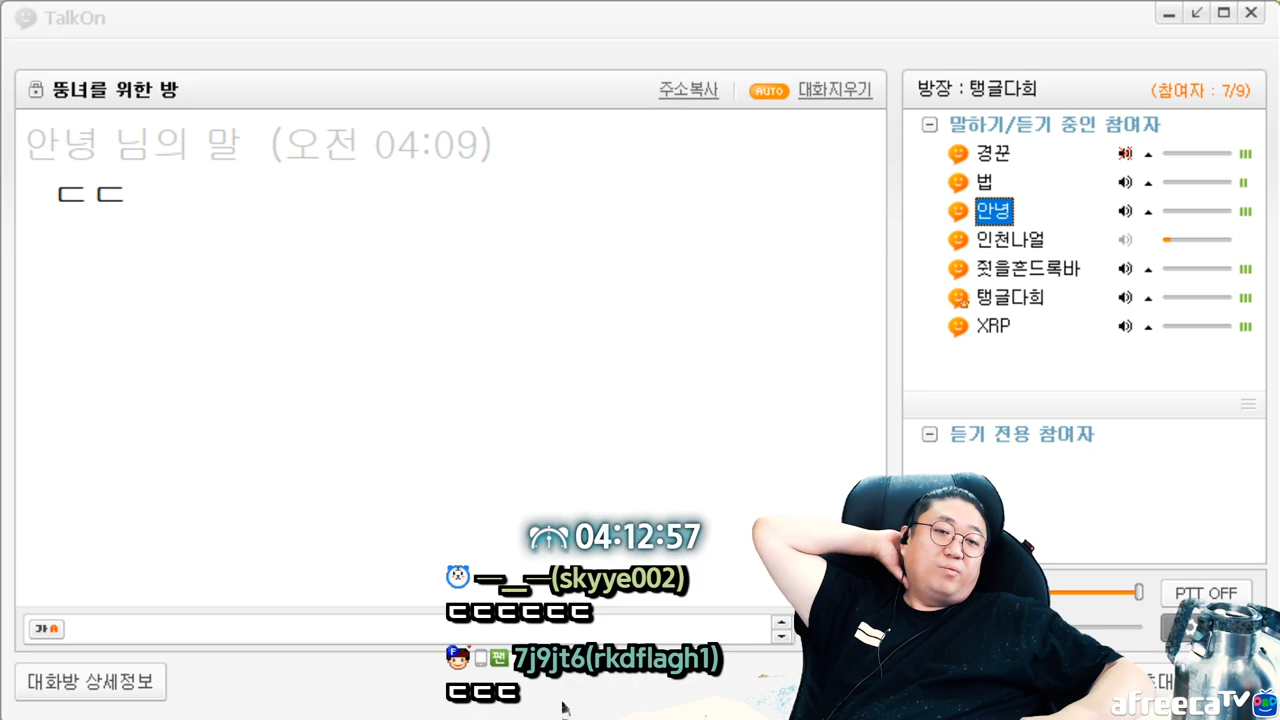 TalkOn
뚱녀를 위한 방
주소복사
AUTO
대화지우기
안녕 님의 말 (오전 04:09)
ㄷㄷ
방장 : 탱글다희
(참여자 : 7/9)
말하기/듣기 중인 참여자
경꾼
법
안녕
인천나얼
줫을흔드록바
탱글다희
XRP
듣기 전용 참여자
04:12:57
ㅡ__ㅡ(skyye002)
ㄷㄷㄷㄷㄷㄷ
가A
F 팬 7j9jt6(rkdflagh1)
ㄷㄷㄷ
PTT OFF
대화방 상세정보
afreecaTV